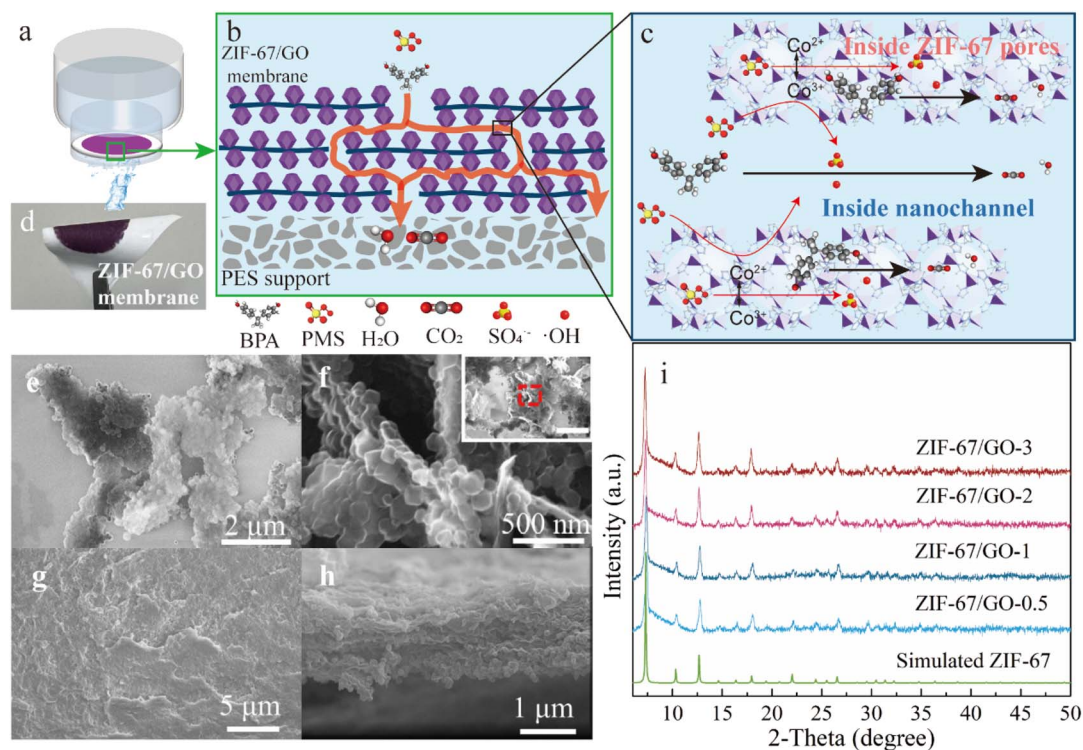 a
b
ZIF-67/GO
membrane
PES support
c
Co2+
Co3+
Inside ZIF-67 pores
Inside nanochannel
Co2+
Co3+
d
ZIF-67/GO
membrane
BPA
PMS
H₂O
CO₂
SO₄·⁻
·OH
e
2 μm
f
500 nm
g
5 μm
h
1 μm
i
ZIF-67/GO-3
ZIF-67/GO-2
ZIF-67/GO-1
ZIF-67/GO-0.5
Simulated ZIF-67
Intensity (a.u.)
10 15 20 25 30 35 40 45 50
2-Theta (degree)